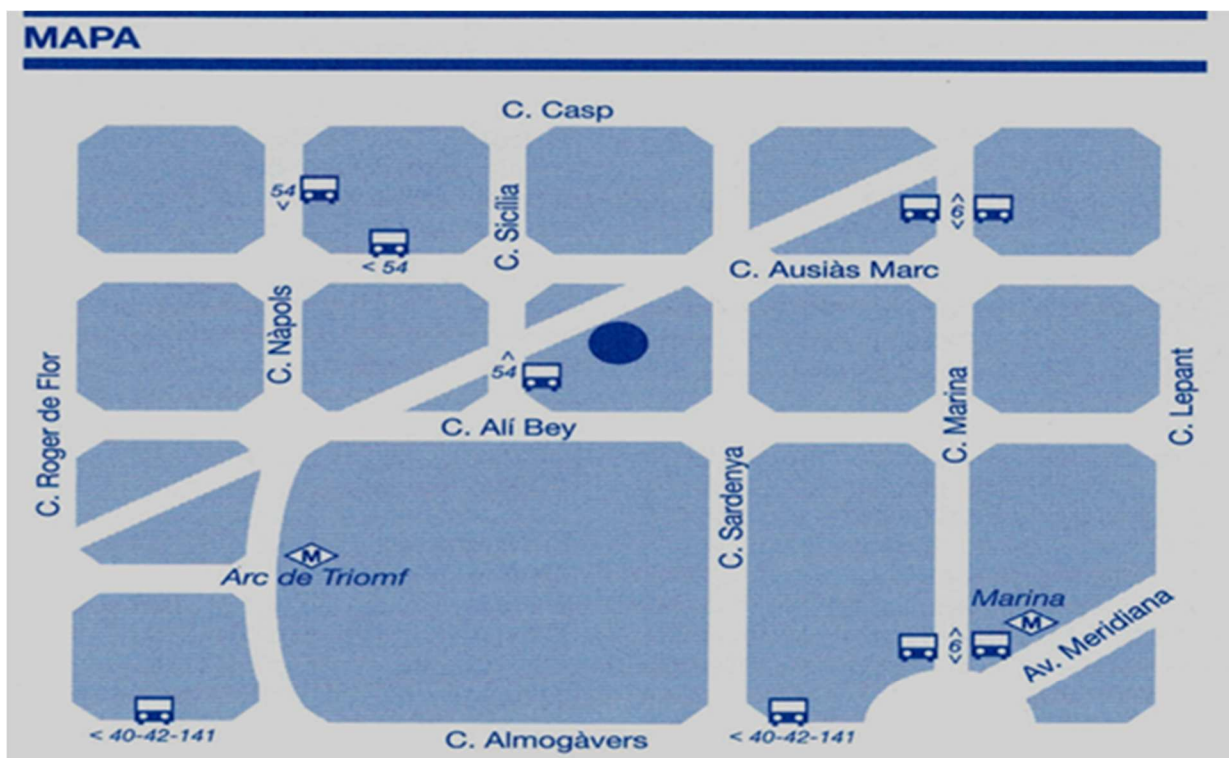 MAPA
C. Casp
54
<
< 54
C. Sicília
C. Ausiàs Marc
<6>
C. Nàpols
>
54
C. Roger de Flor
C. Alí Bey
C. Marina
C. Lepant
C. Sardenya
M
Arc de Triomf
Marina
M
<6>
Av. Meridiana
< 40-42-141
C. Almogàvers
< 40-42-141